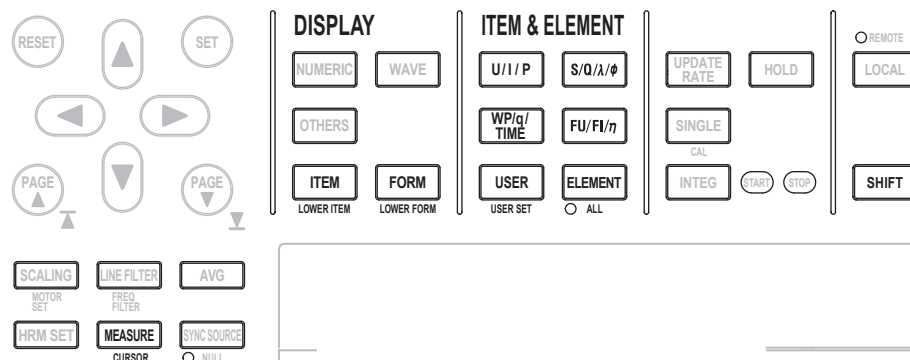 DISPLAY
ITEM & ELEMENT
RESET
SET
NUMERIC
WAVE
U/I/P
S/Q/λ/ϕ
UPDATE
RATE
HOLD
REMOTE
LOCAL
OTHERS
WP/q/
TIME
FU/FI/η
SINGLE
CAL
PAGE
PAGE
ITEM
FORM
USER
ELEMENT
INTEG
START
STOP
SHIFT
LOWER ITEM
LOWER FORM
USER SET
ALL
SCALING
LINE FILTER
AVG
MOTOR
SET
FREQ
FILTER
HRM SET
MEASURE
SYNC SOURCE
CURSOR
NULL